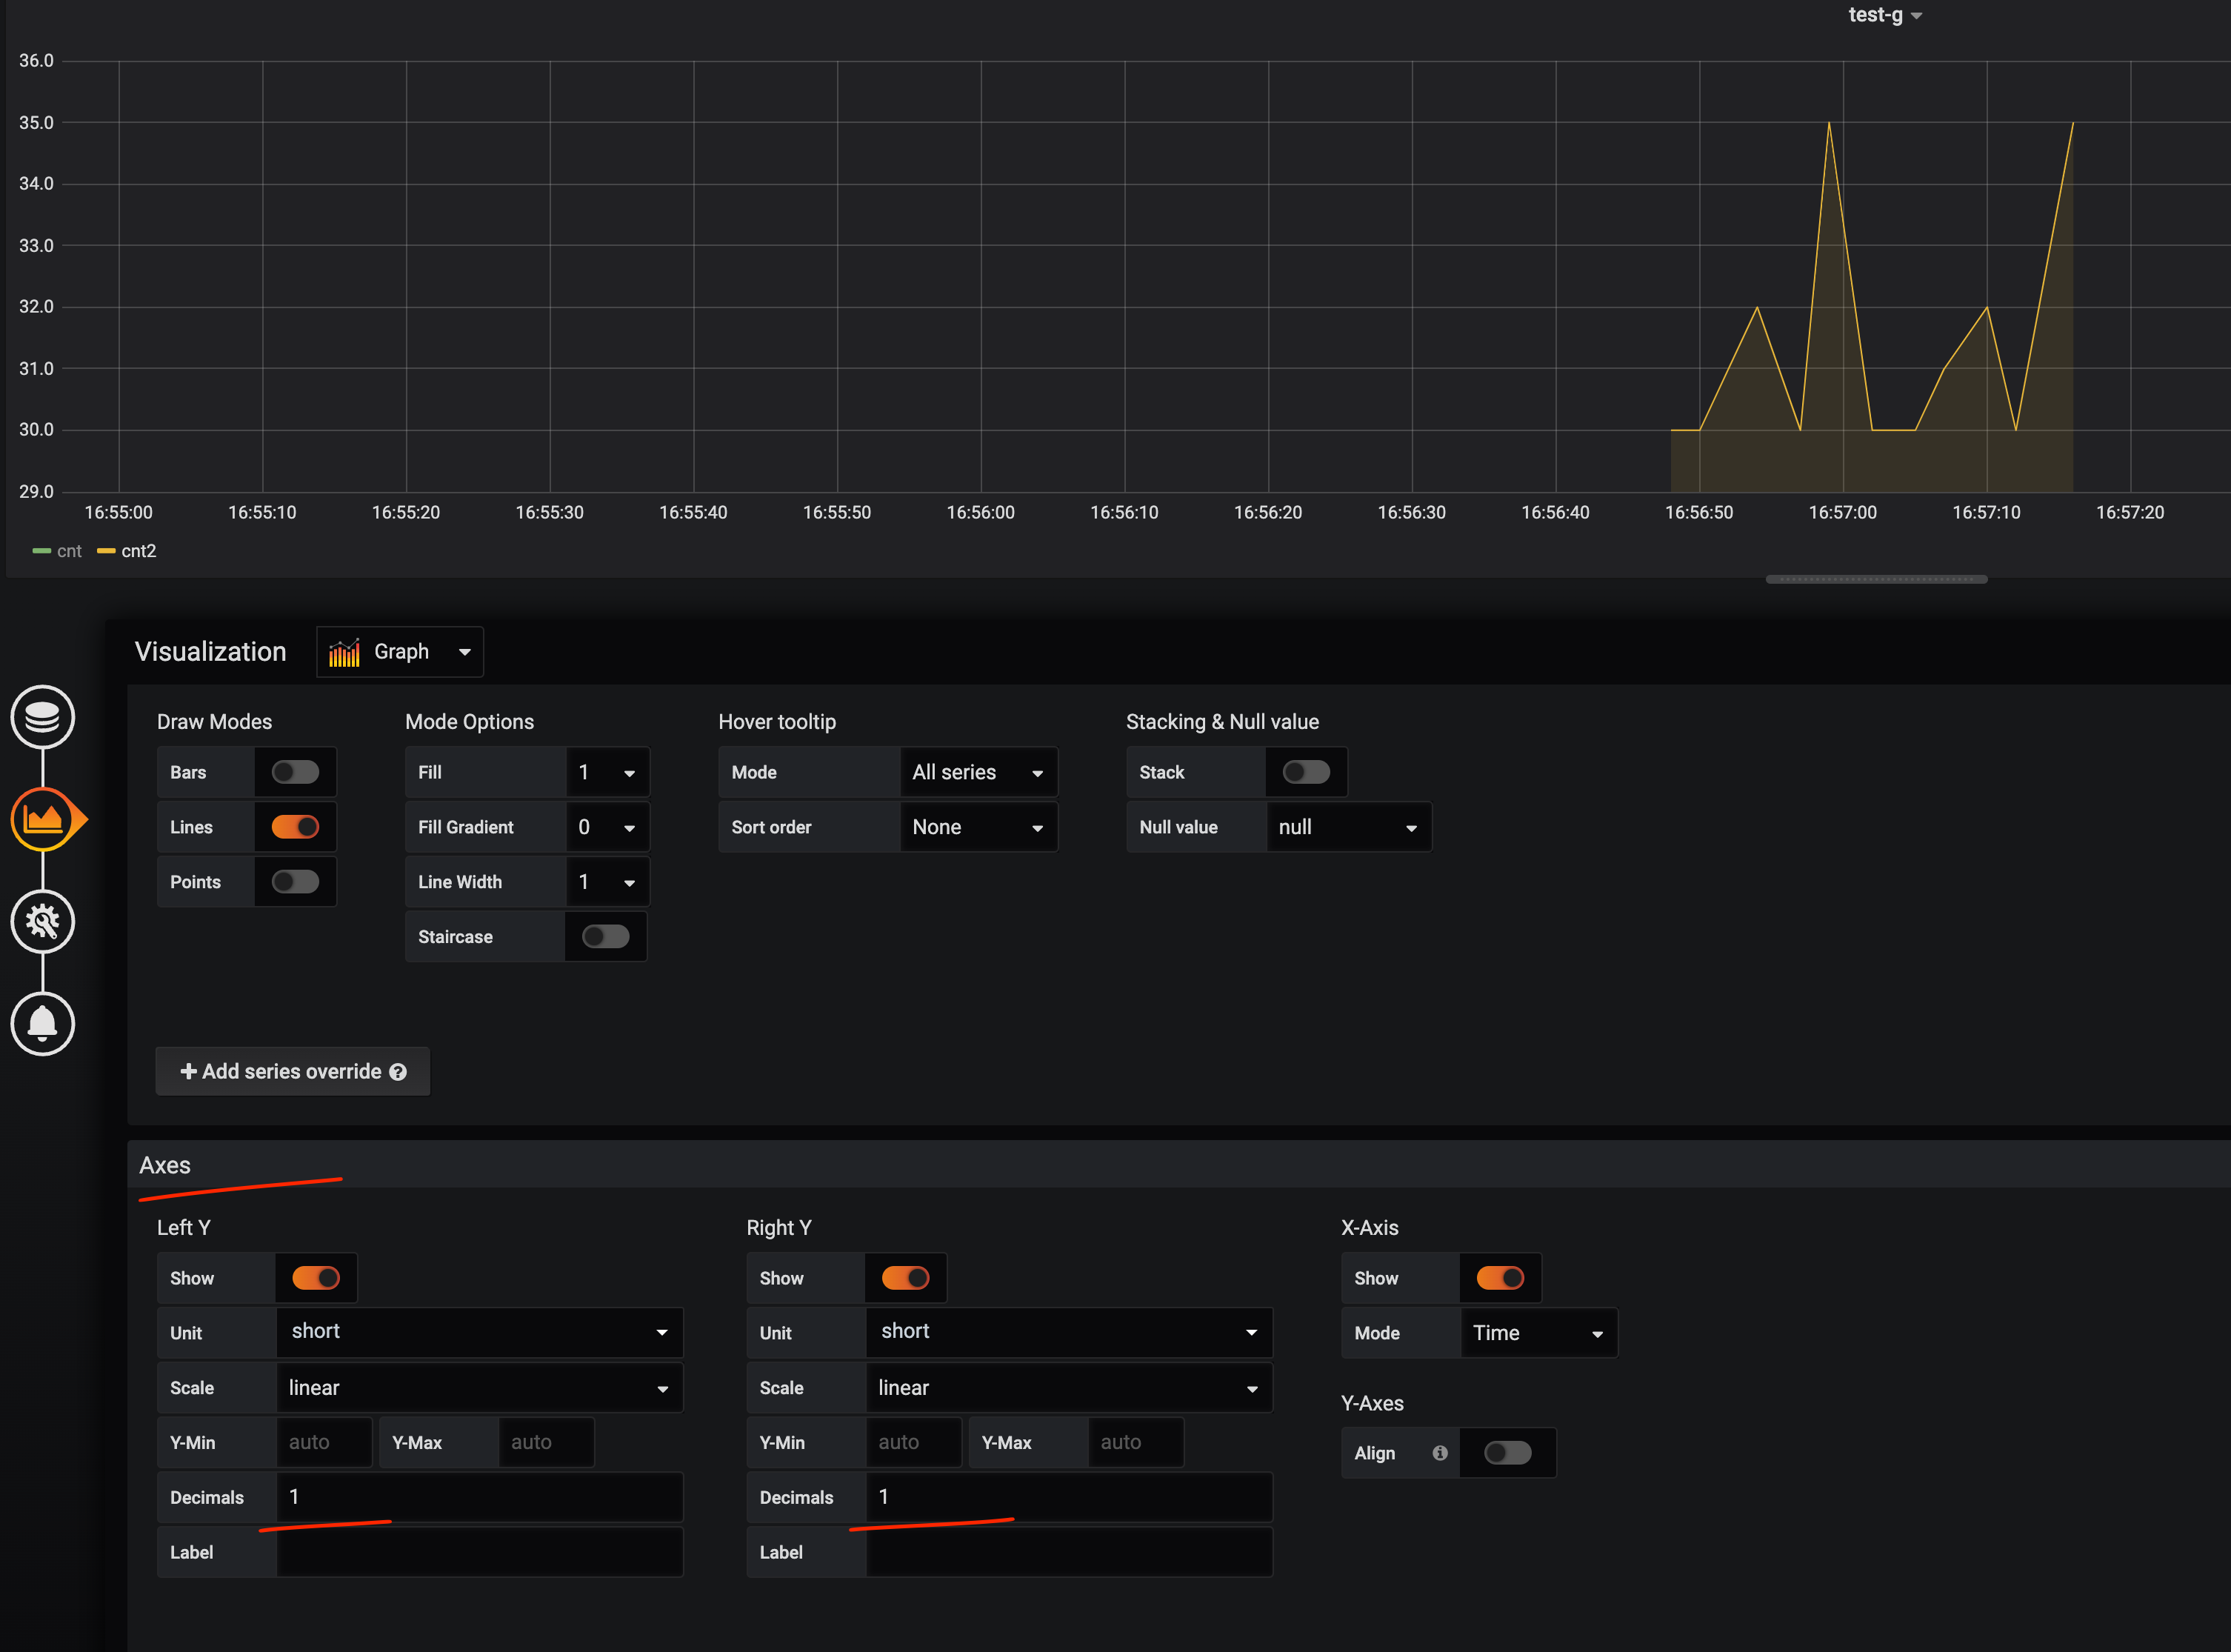 test-g
36.0
35.0
34.0
33.0
32.0
31.0
30.0
29.0
16:55:00 16:55:10 16:55:20 16:55:30 16:55:40 16:55:50 16:56:00 16:56:10 16:56:20 16:56:30 16:56:40 16:56:50 16:57:00 16:57:10 16:57:20
cnt cnt2
Visualization Graph
Draw Modes Mode Options Hover tooltip Stacking & Null value
Bars Fill 1 Mode All series Stack
Lines Fill Gradient 0 Sort order None Null value null
Points Line Width 1
Staircase
+ Add series override ?
Axes
Left Y Right Y X-Axis
Show Show Show
Unit short Unit short Mode Time
Scale linear Scale linear
Y-Axes
Y-Min auto Y-Max auto Y-Min auto Y-Max auto Align
Decimals 1 Decimals 1
Label Label